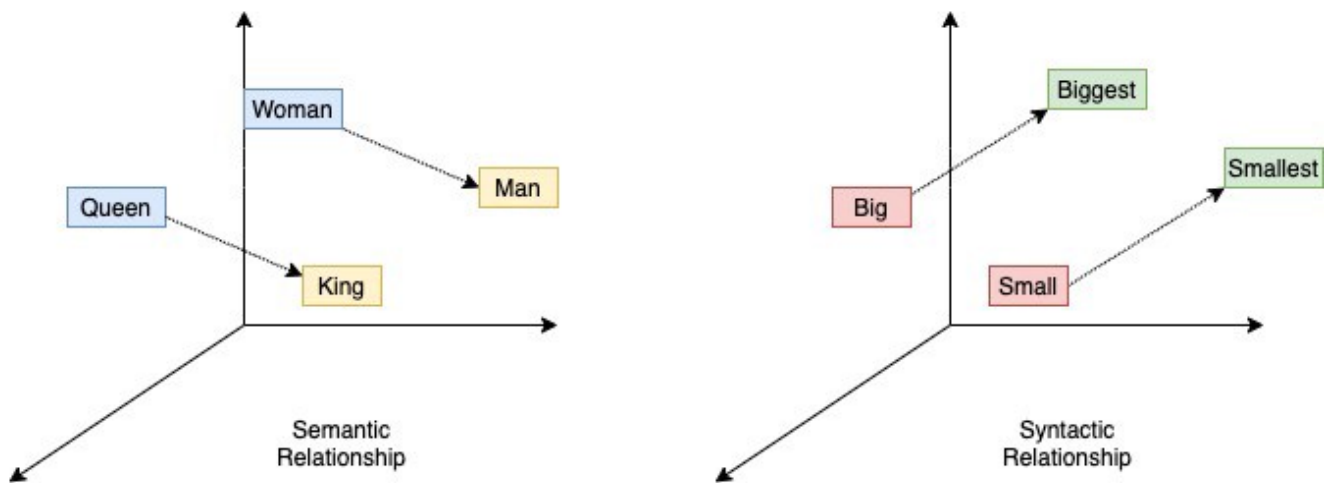 Woman
Man
Queen
King
Semantic
Relationship
Biggest
Smallest
Big
Small
Syntactic
Relationship